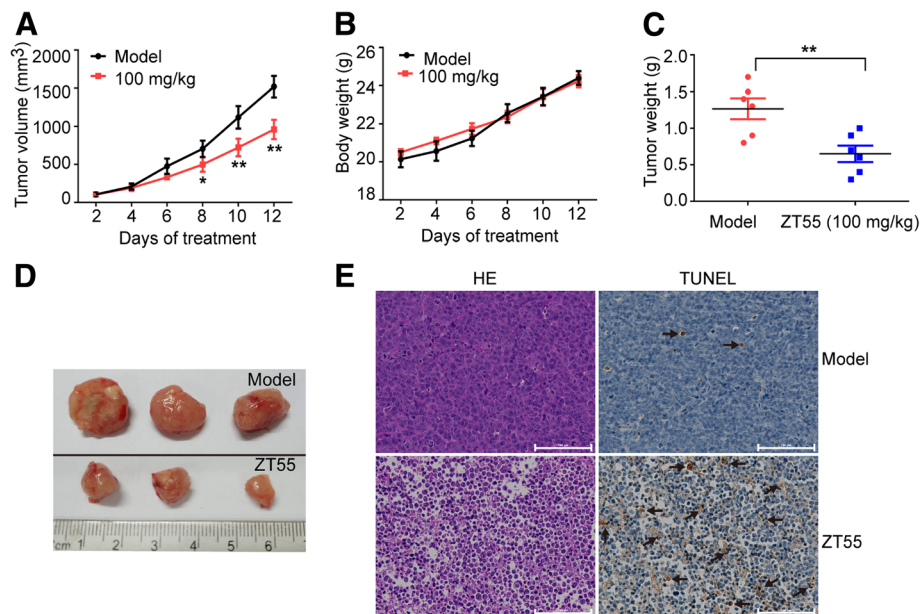 A
Tumor volume (mm3)
Model
100 mg/kg
2000
1500
1000
500
0
*
**
**
2 4 6 8 10 12
Days of treatment
B
Body weight (g)
Model
100 mg/kg
26
24
22
20
18
2 4 6 8 10 12
Days of treatment
C
Tumor weight (g)
**
2.0
1.5
1.0
0.5
0.0
Model ZT55 (100 mg/kg)
D
Model
ZT55
cm 1 2 3 4 5 6
E
HE TUNEL
Model
ZT55